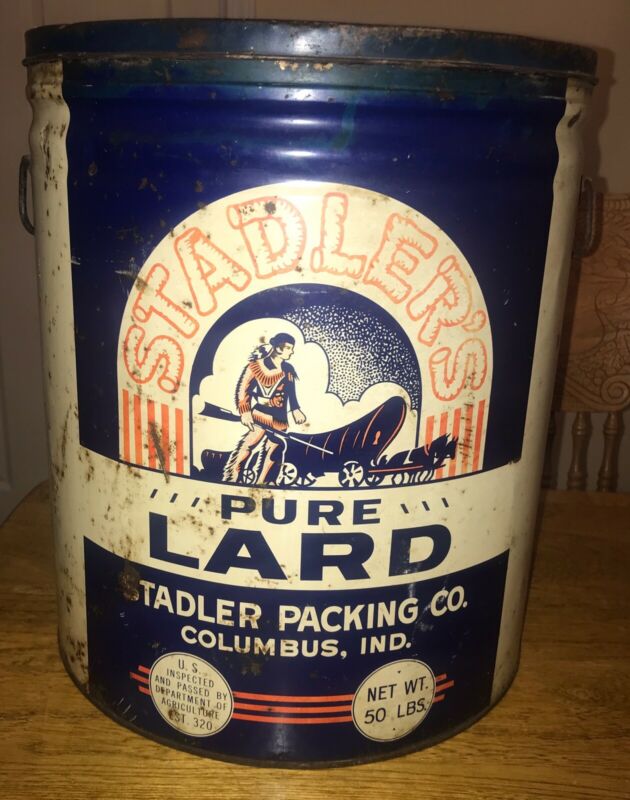 STADLER'S
PURE
LARD
STADLER PACKING CO.
COLUMBUS, IND.
U. S.
INSPECTED
AND PASSED BY
DEPARTMENT OF
AGRICULTURE
EST. 320
NET WT.
50 LBS.